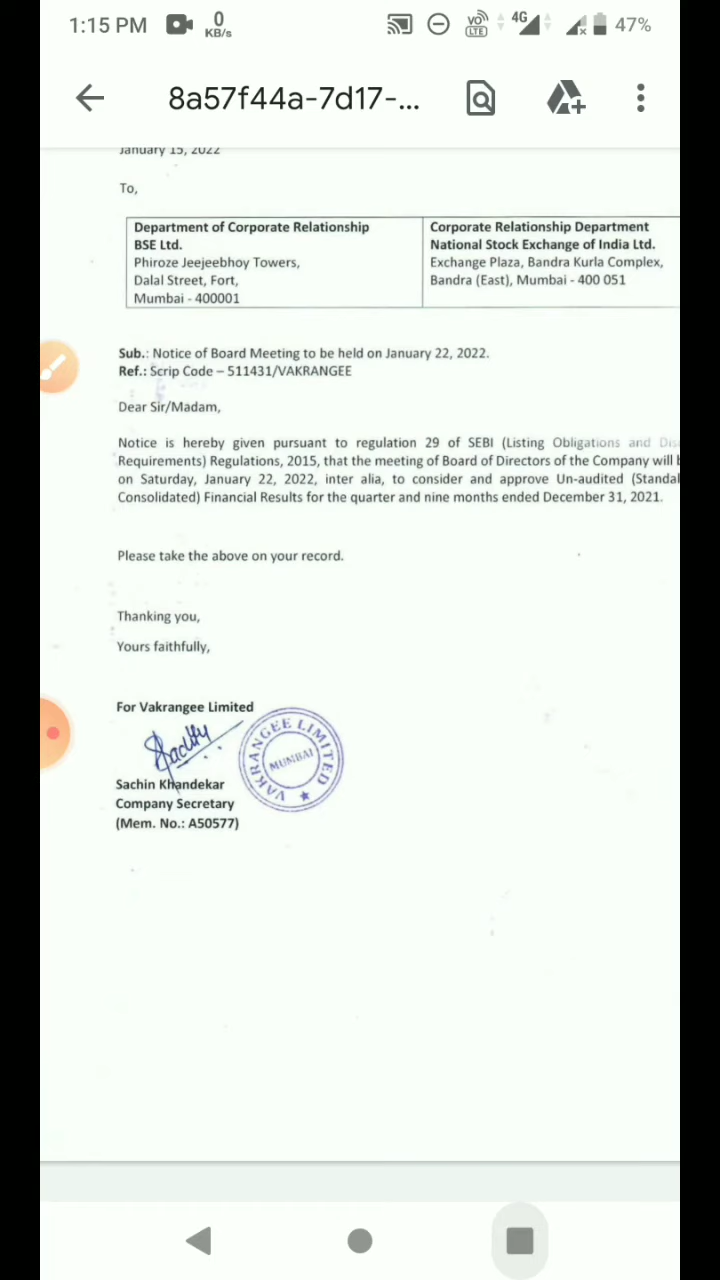 1:15 PM 0 KB/s VO LTE 4G 47%
8a57f44a-7d17-...
January 15, 2022
To,
Department of Corporate Relationship
BSE Ltd.
Phiroze Jeejeebhoy Towers,
Dalal Street, Fort,
Mumbai - 400001
Corporate Relationship Department
National Stock Exchange of India Ltd.
Exchange Plaza, Bandra Kurla Complex,
Bandra (East), Mumbai - 400 051
Sub.: Notice of Board Meeting to be held on January 22, 2022.
Ref.: Scrip Code – 511431/VAKRANGEE
Dear Sir/Madam,
Notice is hereby given pursuant to regulation 29 of SEBI (Listing Obligations and Dis
Requirements) Regulations, 2015, that the meeting of Board of Directors of the Company will b
on Saturday, January 22, 2022, inter alia, to consider and approve Un-audited (Standal
Consolidated) Financial Results for the quarter and nine months ended December 31, 2021.
Please take the above on your record.
Thanking you,
Yours faithfully,
For Vakrangee Limited
VAKRANGEE LIMITED
MUMBAI
Sachin Khandekar
Company Secretary
(Mem. No.: A50577)